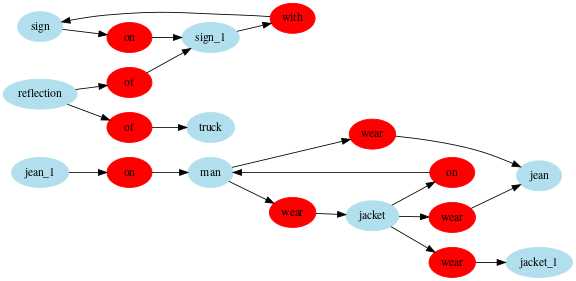 with
sign
on
sign_1
of
reflection
of
truck
wear
jean_1
on
man
on
jean
wear
jacket
wear
wear
jacket_1